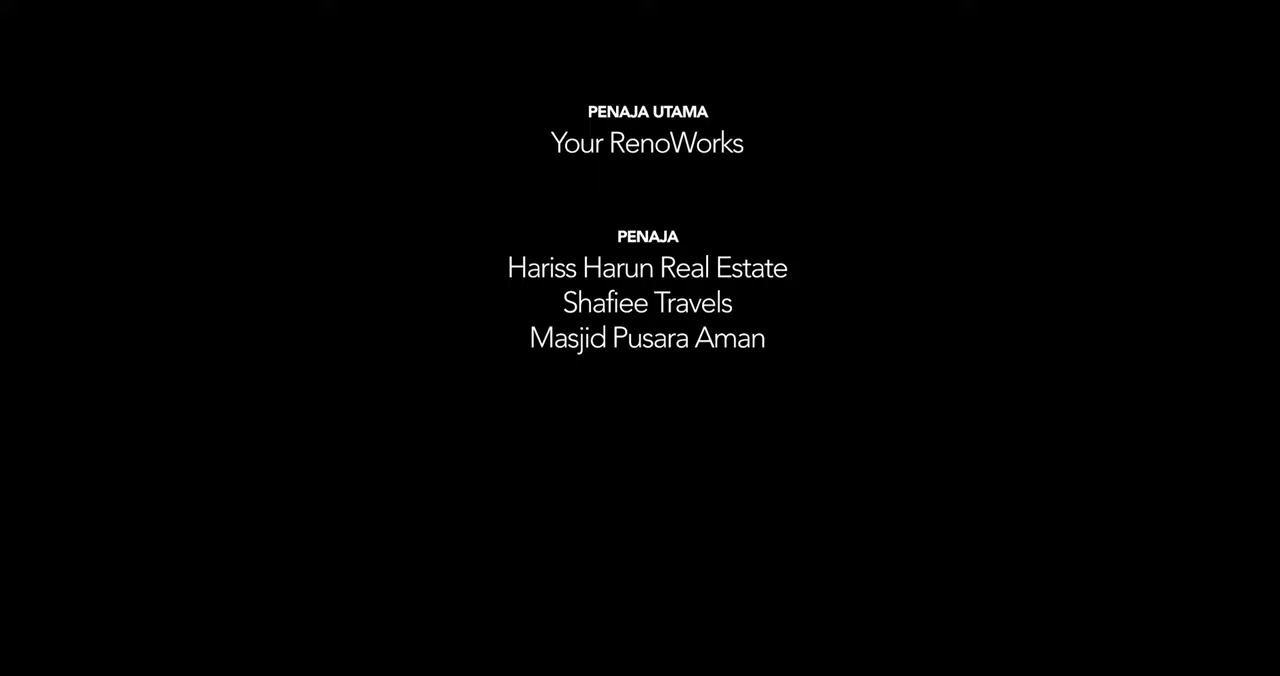 PENAJA UTAMA
Your RenoWorks
PENAJA
Hariss Harun Real Estate
Shafiee Travels
Masjid Pusara Aman